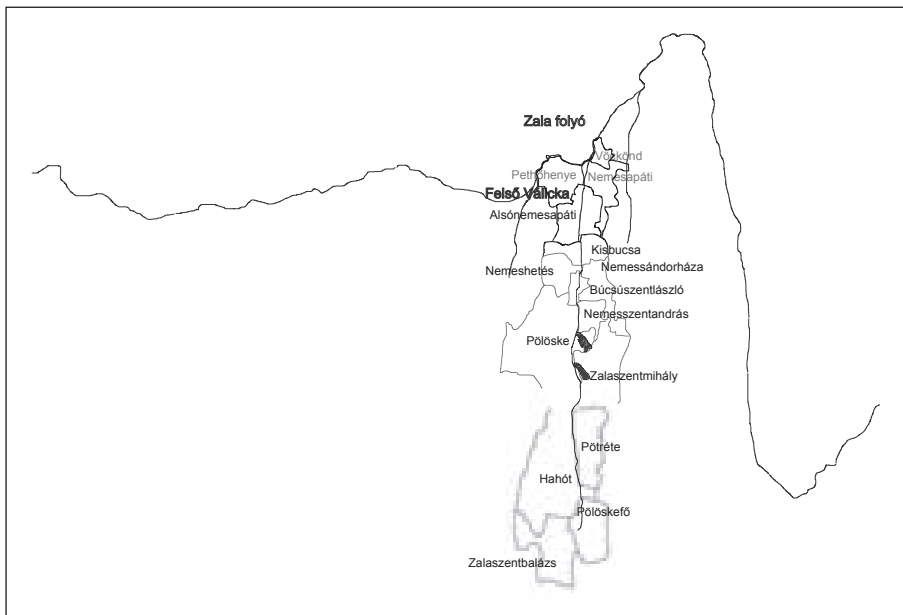 Zala folyó
Vöckönd
Pethőhenye
Nemesapáti
Felső Válicka
Alsónemesapáti
Kisbucsa
Nemeshetés
Nemessándorháza
Búcsúszentlászló
Nemesszentandrás
Pölöske
Zalaszentmihály
Pötréte
Hahót
Pölöskefő
Zalaszentbalázs